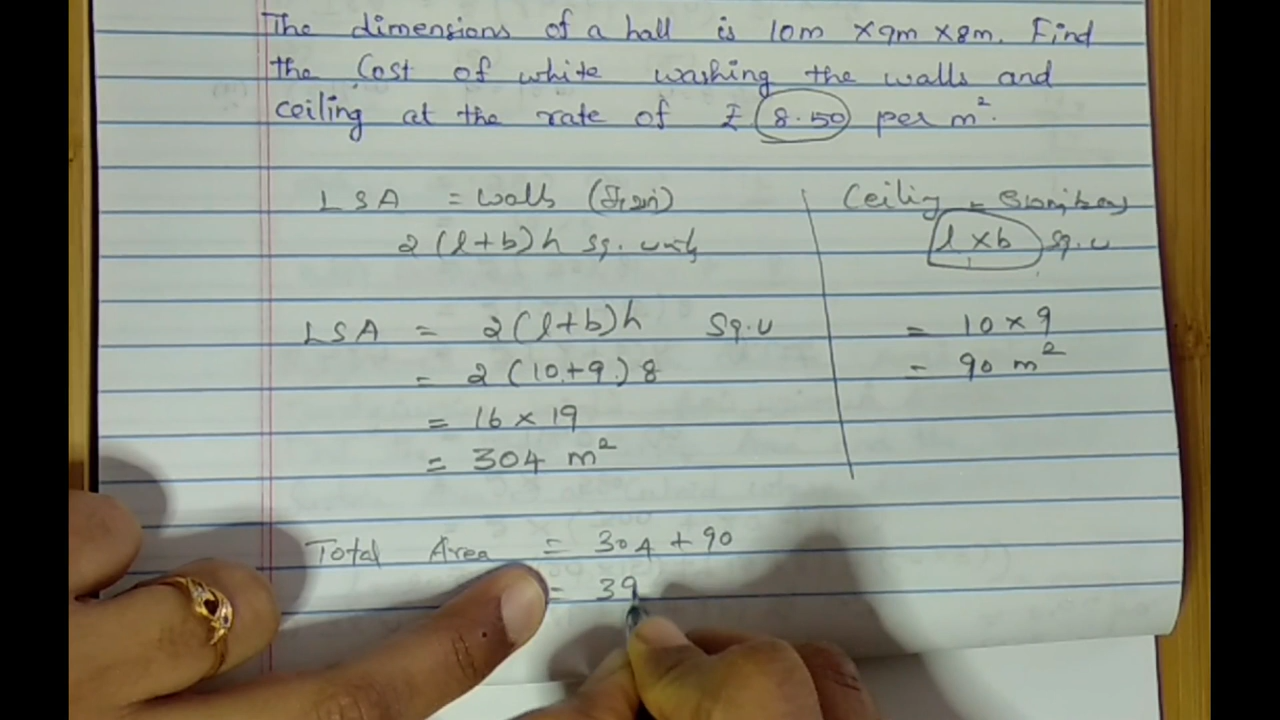 The dimensions of a hall is 10m × 9m × 8m. Find
the Cost of white washing the walls and
ceiling at the rate of ₹ 8.50 per m².
LSA = walls
2(l+b)h sq. units
LSA = 2(l+b)h sq.u
= 2(10+9)8
= 16 × 19
= 304 m²
Ceiling =
l×b sq.u
= 10 × 9
= 90 m²
Total Area = 304 + 90
= 39